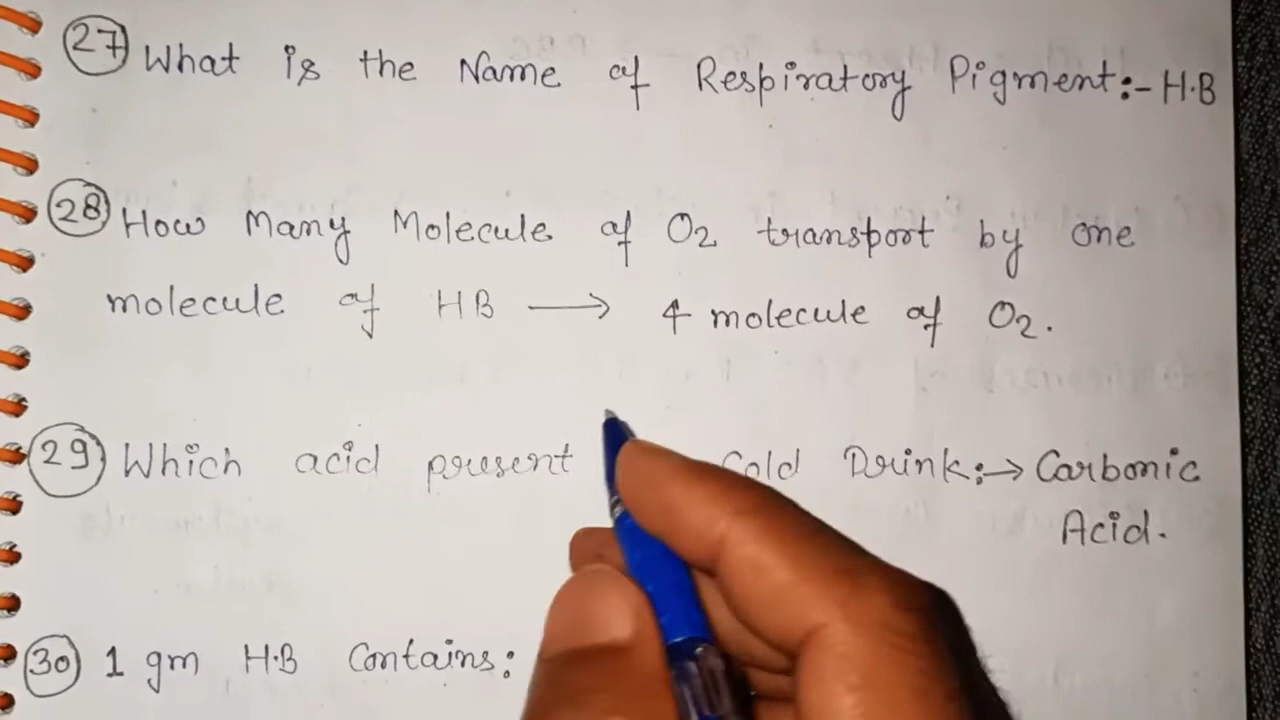 27 What is the Name of Respiratory Pigment:- H.B
28 How Many Molecule of O2 transport by one
molecule of HB → 4 molecule of O2.
29 Which acid present Cold Drink:→ Carbonic
Acid.
30 1 gm H.B Contains: